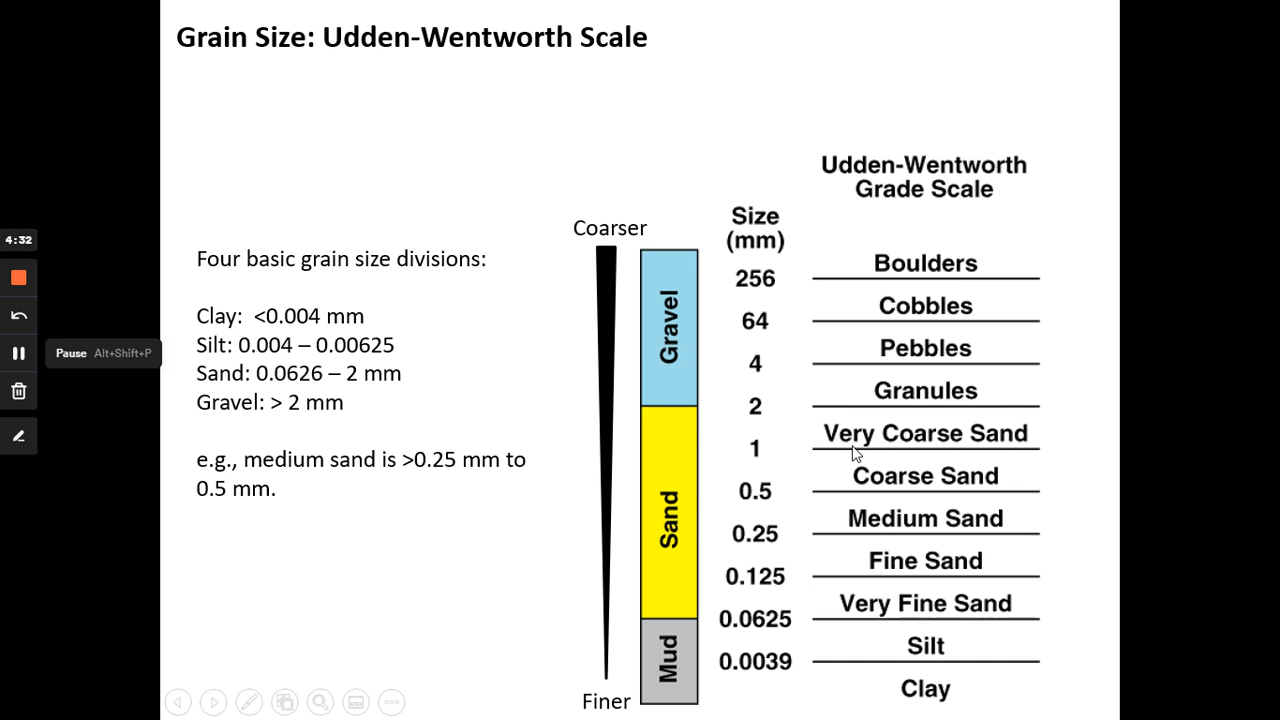 Grain Size: Udden-Wentworth Scale
4:32
Pause Alt+Shift+P
Four basic grain size divisions:
Clay:  <0.004 mm
Silt: 0.004 – 0.00625
Sand: 0.0626 – 2 mm
Gravel: > 2 mm
e.g., medium sand is >0.25 mm to
0.5 mm.
Coarser
Finer
Gravel
Sand
Mud
Size
(mm)
Udden-Wentworth
Grade Scale
Boulders
256
Cobbles
64
Pebbles
4
Granules
2
Very Coarse Sand
1
Coarse Sand
0.5
Medium Sand
0.25
Fine Sand
0.125
Very Fine Sand
0.0625
Silt
0.0039
Clay